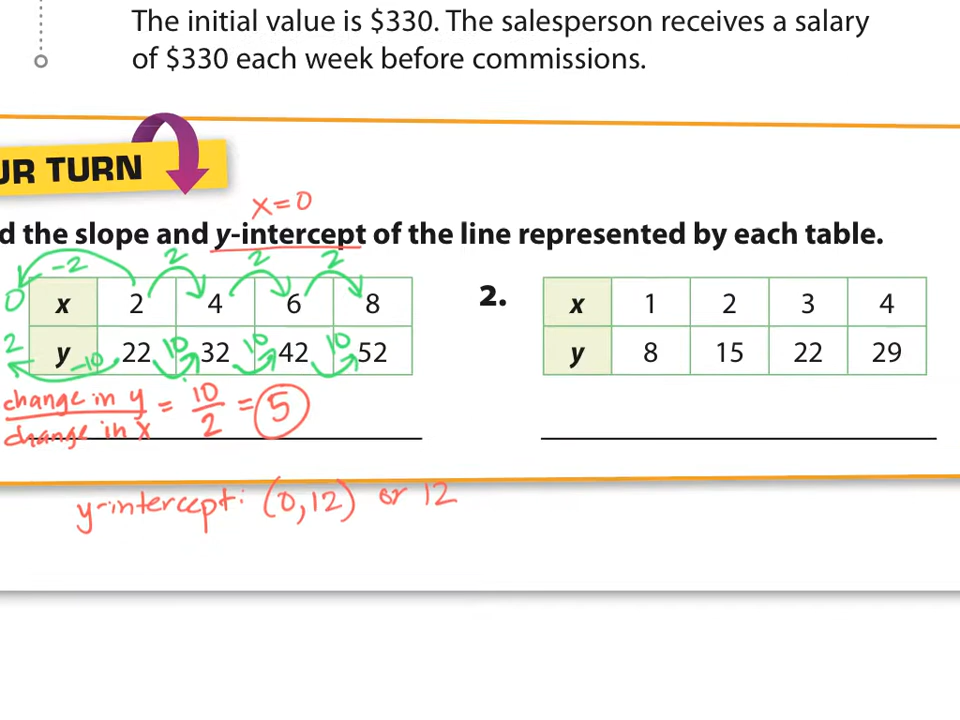 The initial value is $330. The salesperson receives a salary
of $330 each week before commissions.
UR TURN
x=0
d the slope and y-intercept of the line represented by each table.
-2 2 2 2
0 x 2 4 6 8
2 y 22 32 42 52
-10 10 10 10
change in y / change in x = 10/2 = 5
y-intercept: (0,12) or 12
2.
x 1 2 3 4
y 8 15 22 29